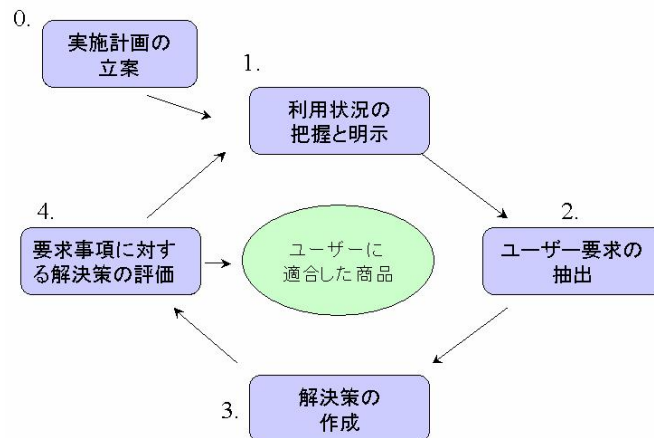 0.
実施計画の
立案
1.
利用状況の
把握と明示
2.
ユーザー要求の
抽出
3.
解決策の
作成
4.
要求事項に対す
る解決策の評価
ユーザーに
適合した商品